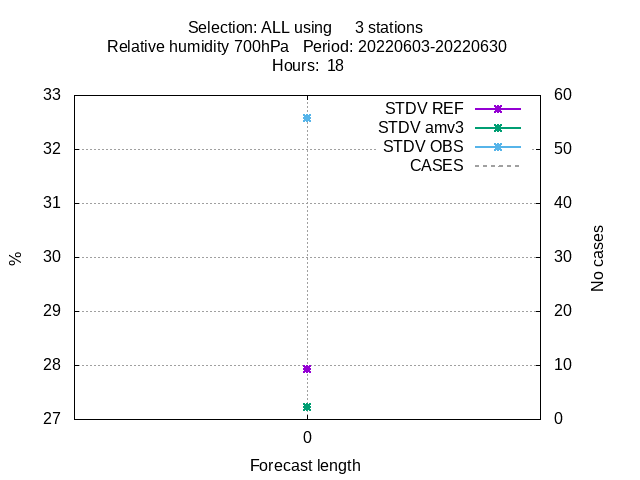 Selection: ALL using     3 stations
Relative humidity 700hPa   Period: 20220603-20220630
Hours:  18
33
60
STDV REF
STDV amv3
32
50
STDV OBS
CASES
31
40
30
30
%
No cases
29
20
28
10
27
0
0
Forecast length